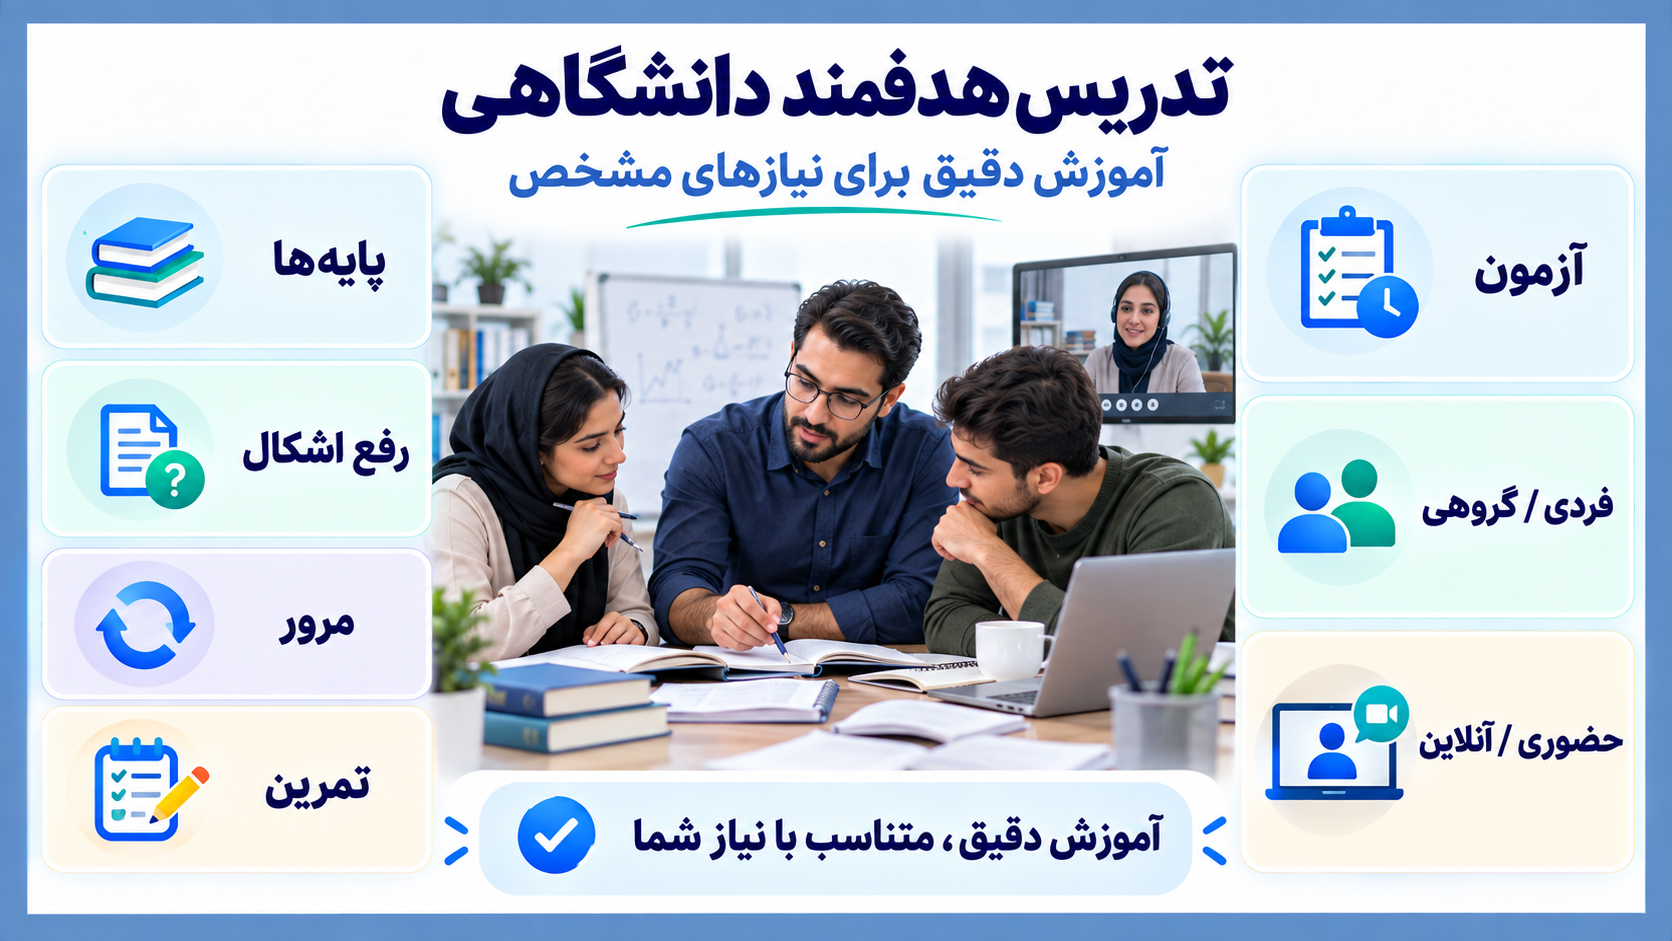 تدریس هدفمند دانشگاهی
آموزش دقیق برای نیازهای مشخص
آزمون
فردی / گروهی
حضوری / آنلاین
پایه‌ها
رفع اشکال
?
مرور
تمرین
آموزش دقیق، متناسب با نیاز شما